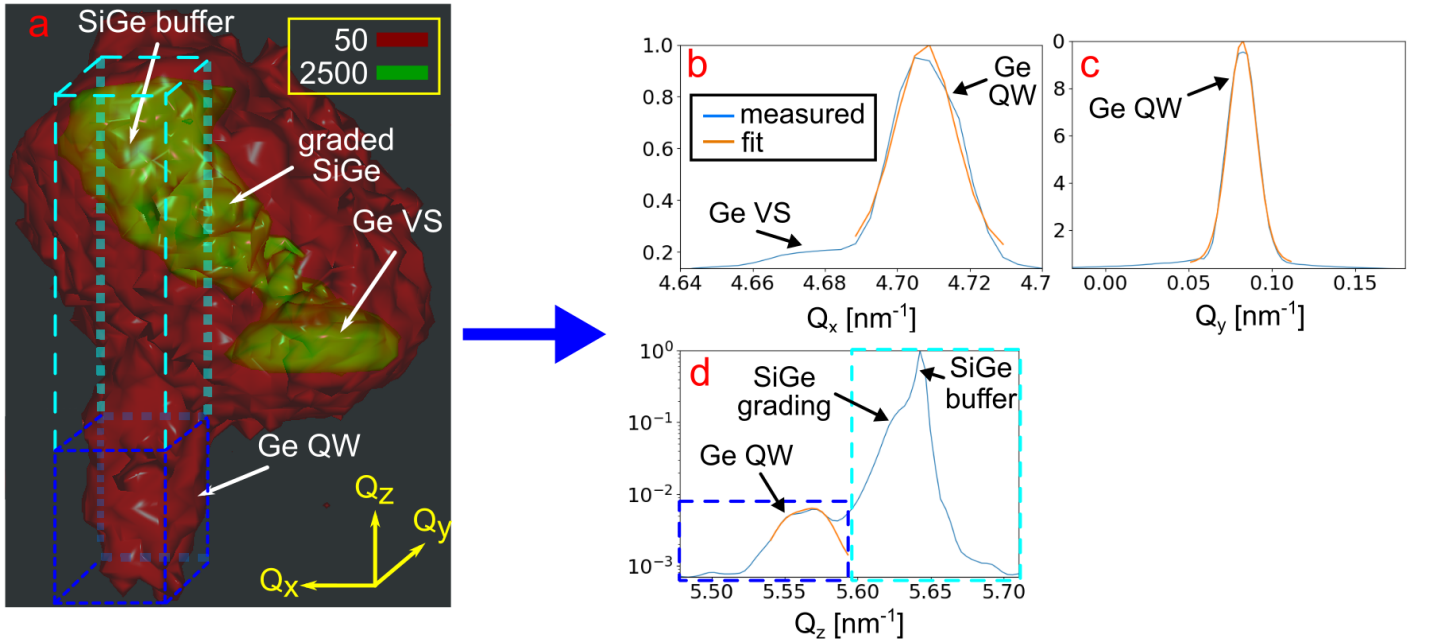 a
SiGe buffer
50
2500
graded
SiGe
Ge VS
Ge QW
Qz
Qy
Qx
b
1.0
0.8
0.6
0.4
0.2
measured
fit
Ge
QW
Ge VS
4.64 4.66 4.68 4.70 4.72 4.7
Qx [nm-1]
c
0
8
6
4
2
Ge QW
0.00 0.05 0.10 0.15
Qy [nm-1]
d
10^0
10^-1
10^-2
10^-3
SiGe
grading
SiGe
buffer
Ge QW
5.50 5.55 5.60 5.65 5.70
Qz [nm-1]